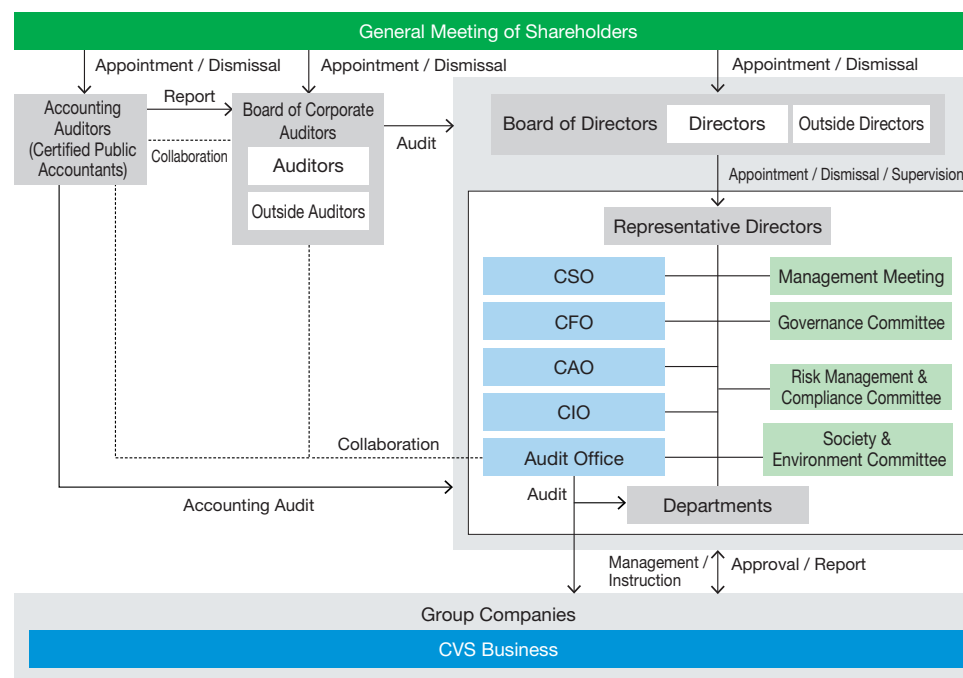 General Meeting of Shareholders
Appointment / Dismissal
Appointment / Dismissal
Appointment / Dismissal
Accounting
Auditors
(Certified Public
Accountants)
Report
Collaboration
Board of Corporate
Auditors
Auditors
Outside Auditors
Audit
Board of Directors
Directors
Outside Directors
Appointment / Dismissal / Supervision
Representative Directors
CSO
Management Meeting
CFO
Governance Committee
CAO
Risk Management &
Compliance Committee
CIO
Collaboration
Audit Office
Society &
Environment Committee
Accounting Audit
Audit
Departments
Management /
Instruction
Approval / Report
Group Companies
CVS Business